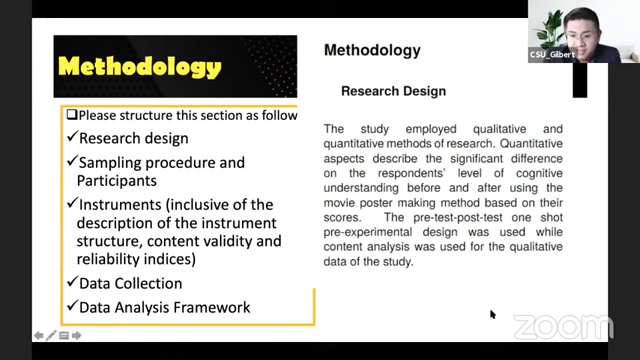 Methodology
❑Please structure this section as follow
✓Research design
✓Sampling procedure and
Participants
✓Instruments (inclusive of the
description of the instrument
structure, content validity and
reliability indices)
✓Data Collection
✓Data Analysis Framework
Methodology
Research Design
The study employed qualitative and
quantitative methods of research. Quantitative
aspects describe the significant difference
on the respondents' level of cognitive
understanding before and after using the
movie poster making method based on their
scores. The pre-test-post-test one shot
pre-experimental design was used while
content analysis was used for the qualitative
data of the study.
CSU_Gilbert
zoom